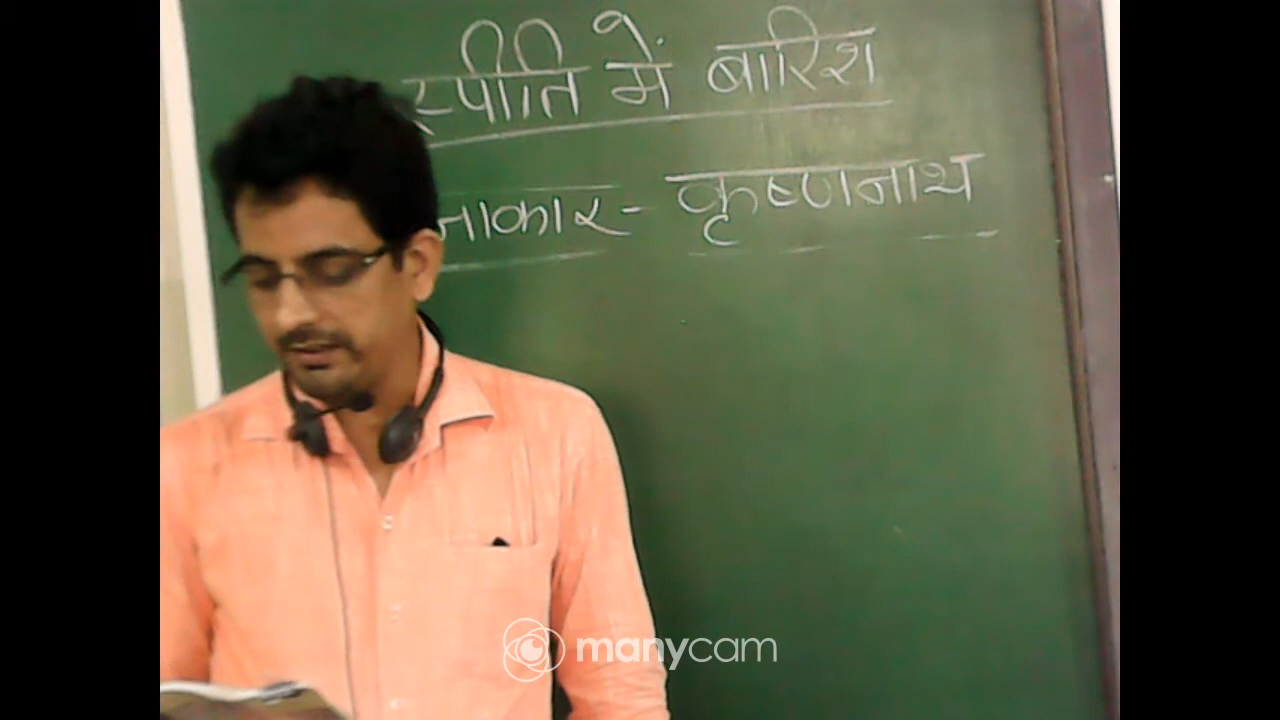 स्पीति में बारिश
नाकार - कृष्णनाथ
manycam